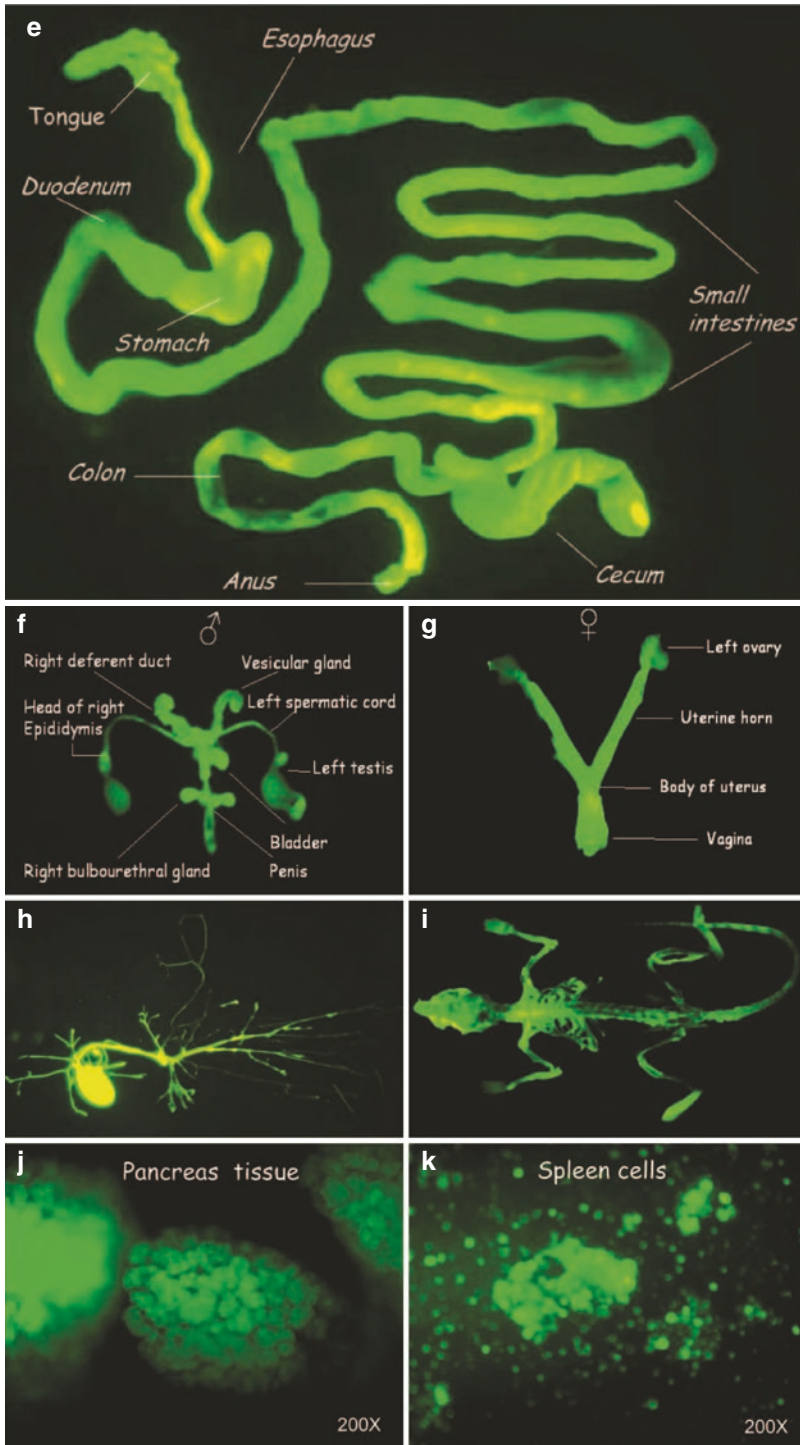 e
Esophagus
Tongue
Duodenum
Stomach
Small
intestines
Colon
Anus
Cecum
f
♂
Right deferent duct
Vesicular gland
Head of right
Epididymis
Left spermatic cord
Left testis
Bladder
Right bulbourethral gland
Penis
g
♀
Left ovary
Uterine horn
Body of uterus
Vagina
h
i
j
Pancreas tissue
200X
k
Spleen cells
200X